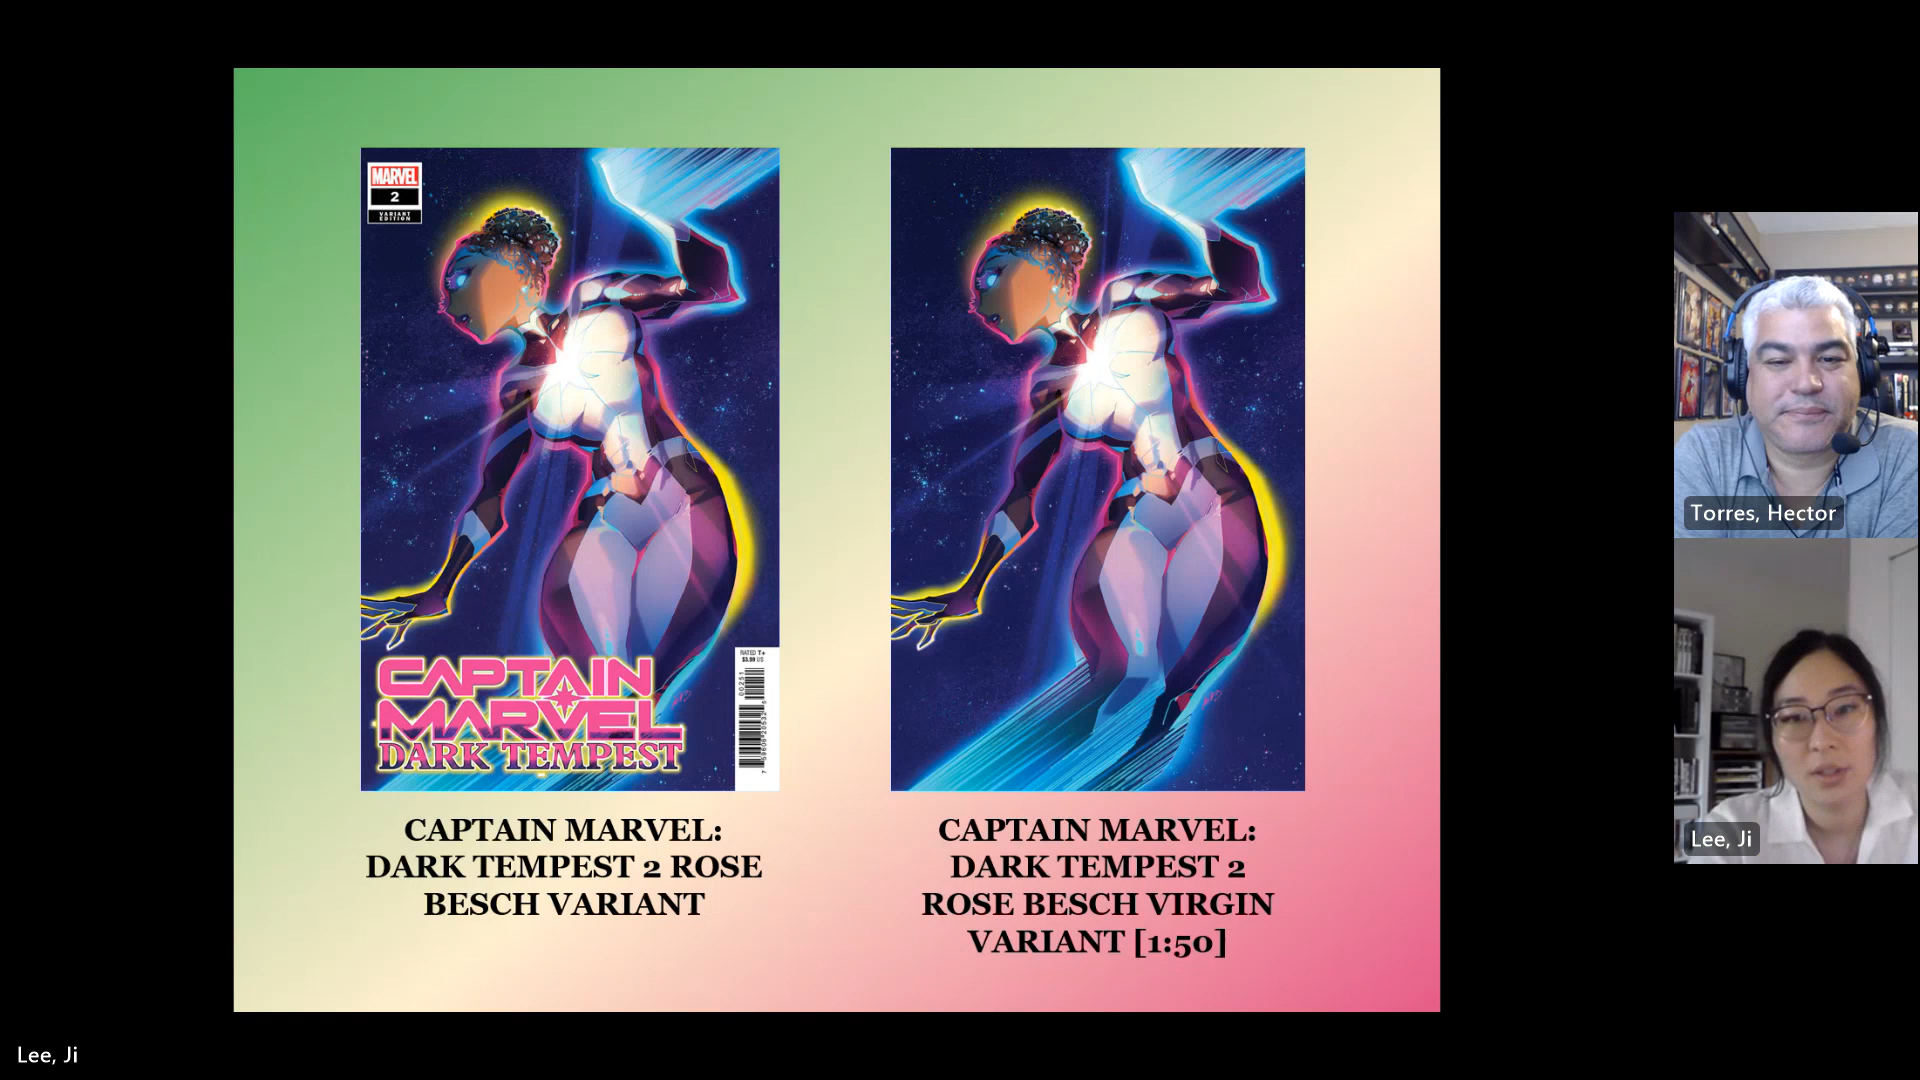 MARVEL
2
VARIANT
EDITION
CAPTAIN
MARVEL
DARK TEMPEST
RATED T+
$3.99 US
00251
CAPTAIN MARVEL:
DARK TEMPEST 2 ROSE
BESCH VARIANT
CAPTAIN MARVEL:
DARK TEMPEST 2
ROSE BESCH VIRGIN
VARIANT [1:50]
Torres, Hector
Lee, Ji
Lee, Ji